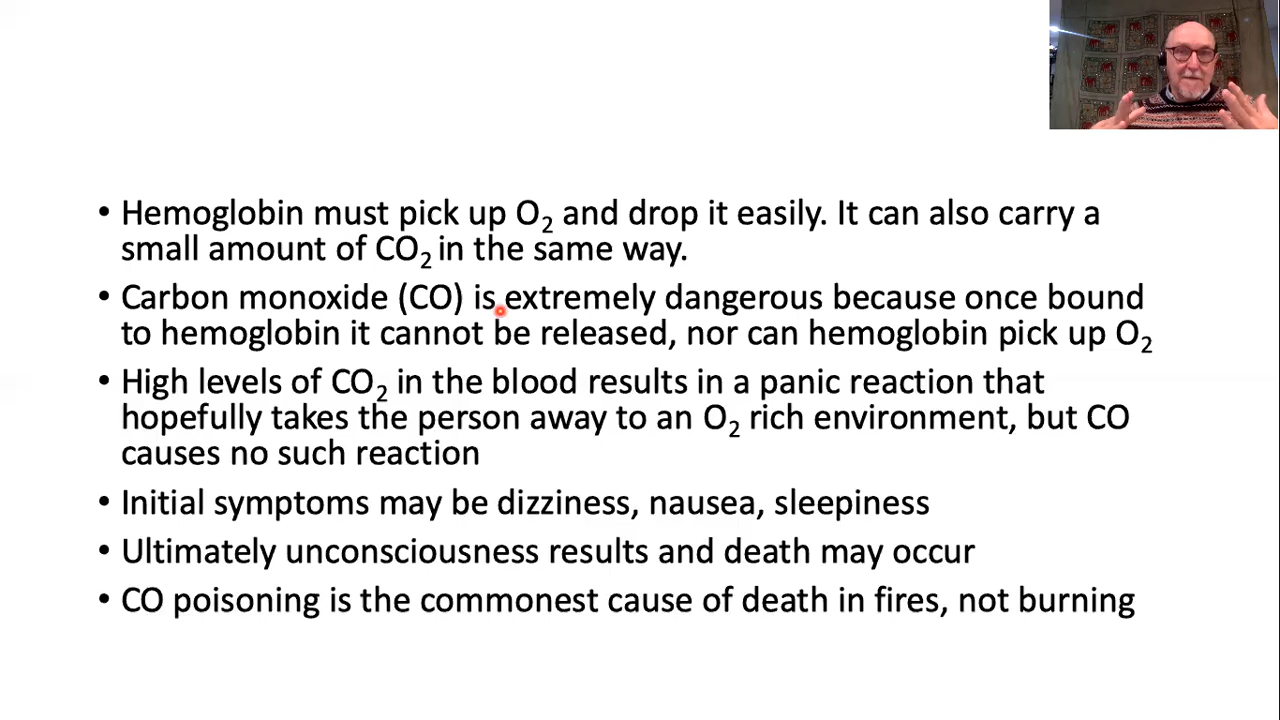 • Hemoglobin must pick up O₂ and drop it easily. It can also carry a
small amount of CO₂ in the same way.
• Carbon monoxide (CO) is extremely dangerous because once bound
to hemoglobin it cannot be released, nor can hemoglobin pick up O₂
• High levels of CO₂ in the blood results in a panic reaction that
hopefully takes the person away to an O₂ rich environment, but CO
causes no such reaction
• Initial symptoms may be dizziness, nausea, sleepiness
• Ultimately unconsciousness results and death may occur
• CO poisoning is the commonest cause of death in fires, not burning